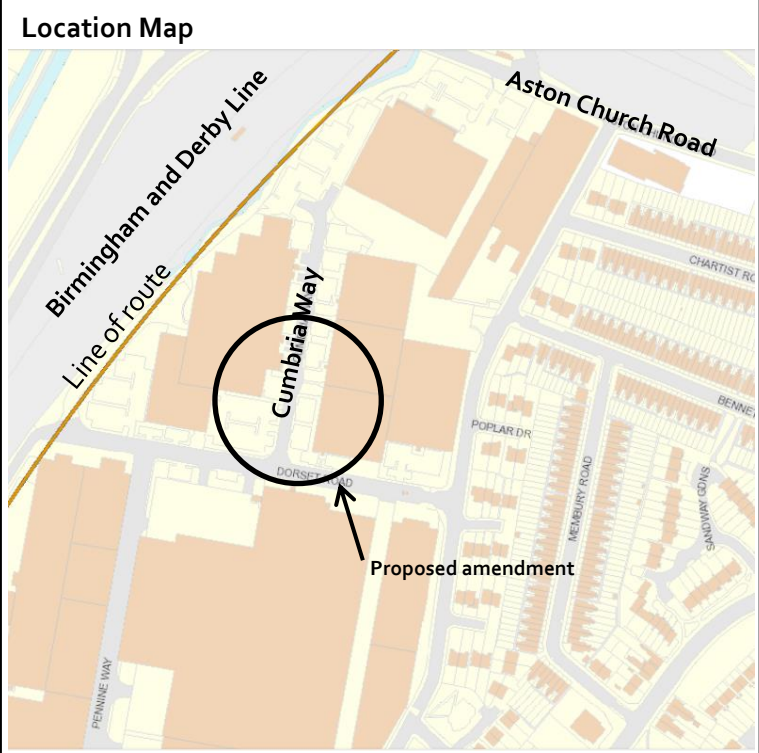 Location Map
Birmingham and Derby Line
Aston Church Road
Line of route
Cumbria Way
CHARTIST RO
BENNE
POPLAR DR
DORSET ROAD
MEMBURY ROAD
SANDWAY GDNS
Proposed amendment
PENNINE WAY